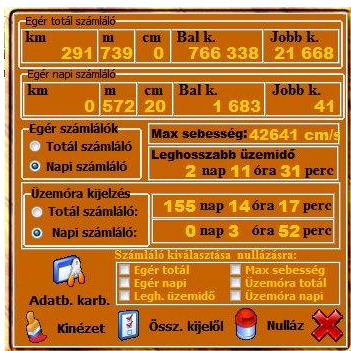 Egér totál számláló
km m cm Bal k. Jobb k.
291 739 0 766 338 21 668
Egér napi számláló
km m cm Bal k. Jobb k.
0 572 20 1 683 41
Egér számlálók
Totál számláló
Napi számláló
Max sebesség: 42641 cm/s
Leghosszabb üzemidő
2 nap 11 óra 31 perc
Üzemóra kijelzés
Totál számláló:
Napi számláló:
155 nap 14 óra 17 perc
0 nap 3 óra 52 perc
Számláló kiválasztása nullázásra:
Egér totál Max sebesség
Egér napi Üzemóra totál
Legh. üzemidő Üzemóra napi
Adatb. karb.
Kinézet Össz. kijelől Nulláz